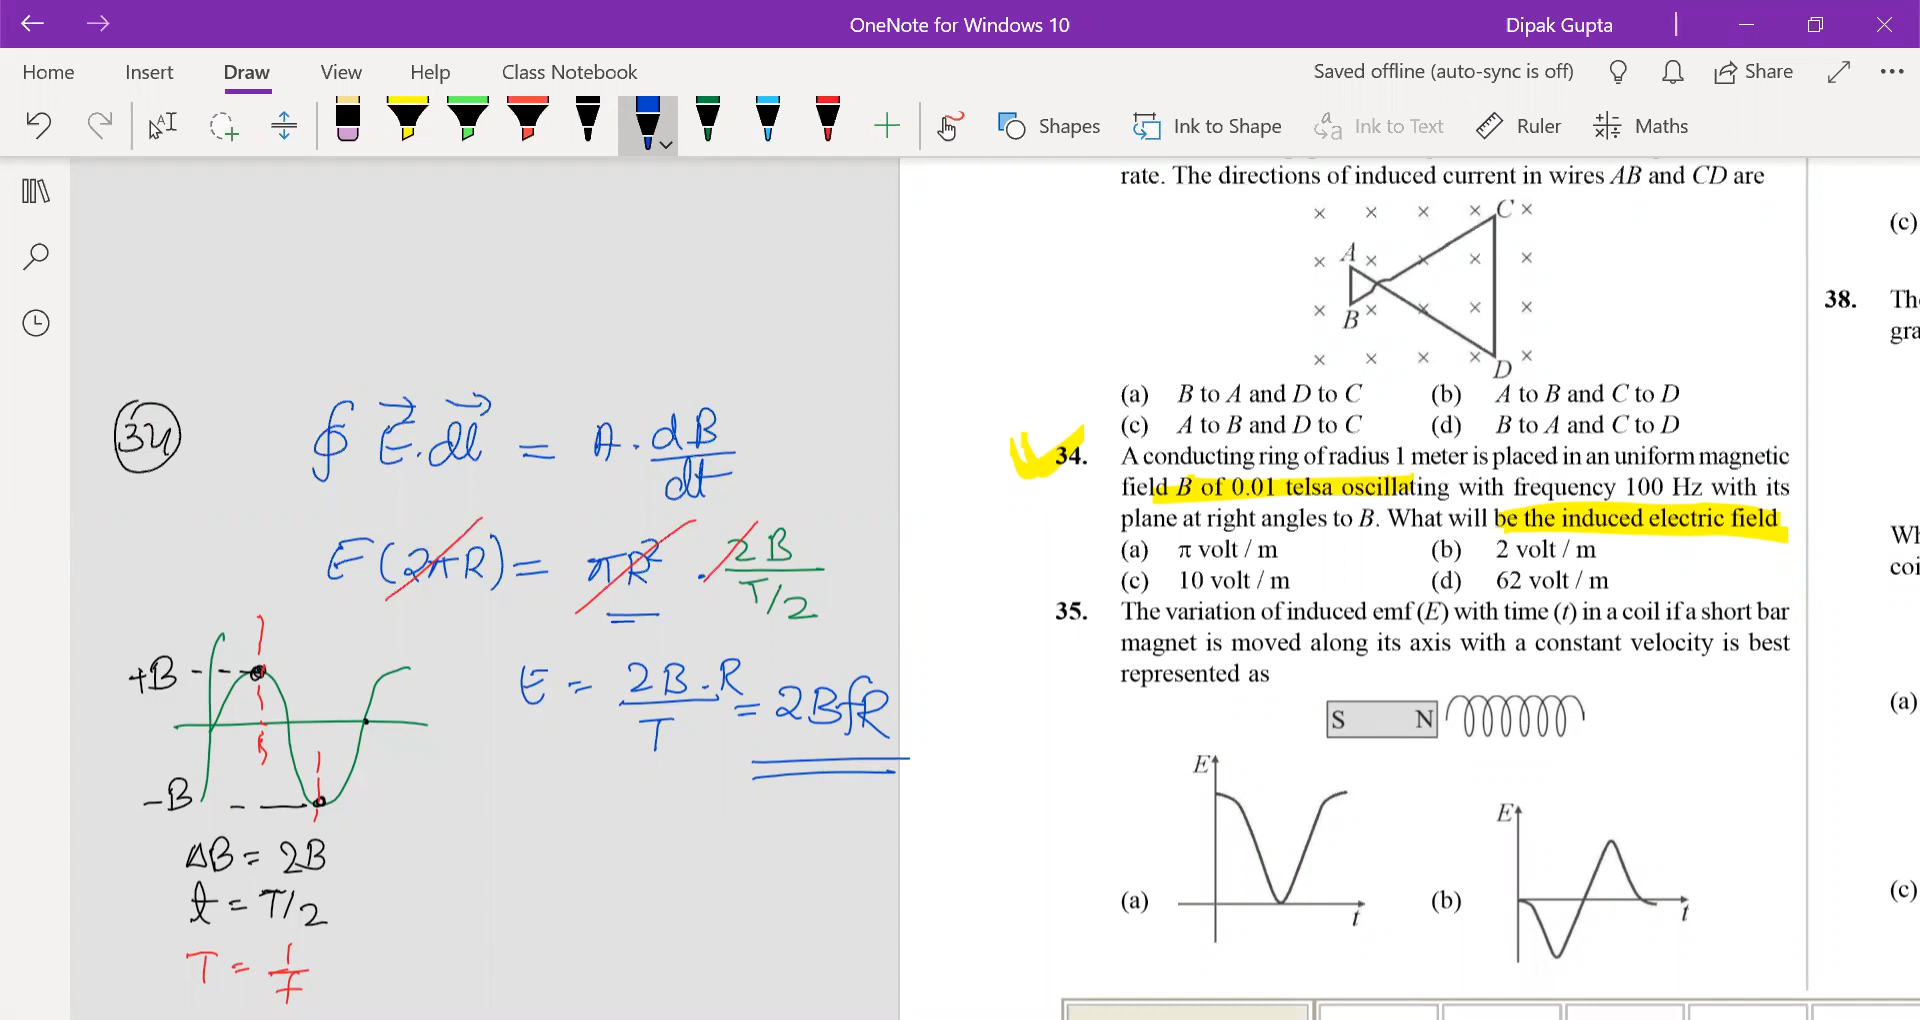 OneNote for Windows 10
Dipak Gupta
Home Insert Draw View Help Class Notebook
Saved offline (auto-sync is off) Share
Shapes Ink to Shape Ink to Text Ruler Maths
rate. The directions of induced current in wires AB and CD are
A
B
C
D
(a) B to A and D to C (b) A to B and C to D
(c) A to B and D to C (d) B to A and C to D
34. A conducting ring of radius 1 meter is placed in an uniform magnetic
field B of 0.01 telsa oscillating with frequency 100 Hz with its
plane at right angles to B. What will be the induced electric field
(a) π volt / m (b) 2 volt / m
(c) 10 volt / m (d) 62 volt / m
35. The variation of induced emf (E) with time (t) in a coil if a short bar
magnet is moved along its axis with a constant velocity is best
represented as
S N
E
t
(a)
E
t
(b)
(c)
38. The
gra
Wh
coi
(a)
(c)
34
∮ E⃗ . dl⃗ = A . dB/dt
E (2πR) = πR² . 2B / T/2
E = 2B . R / T = 2BfR
+B
-B
ΔB = 2B
t = T/2
T = 1/f